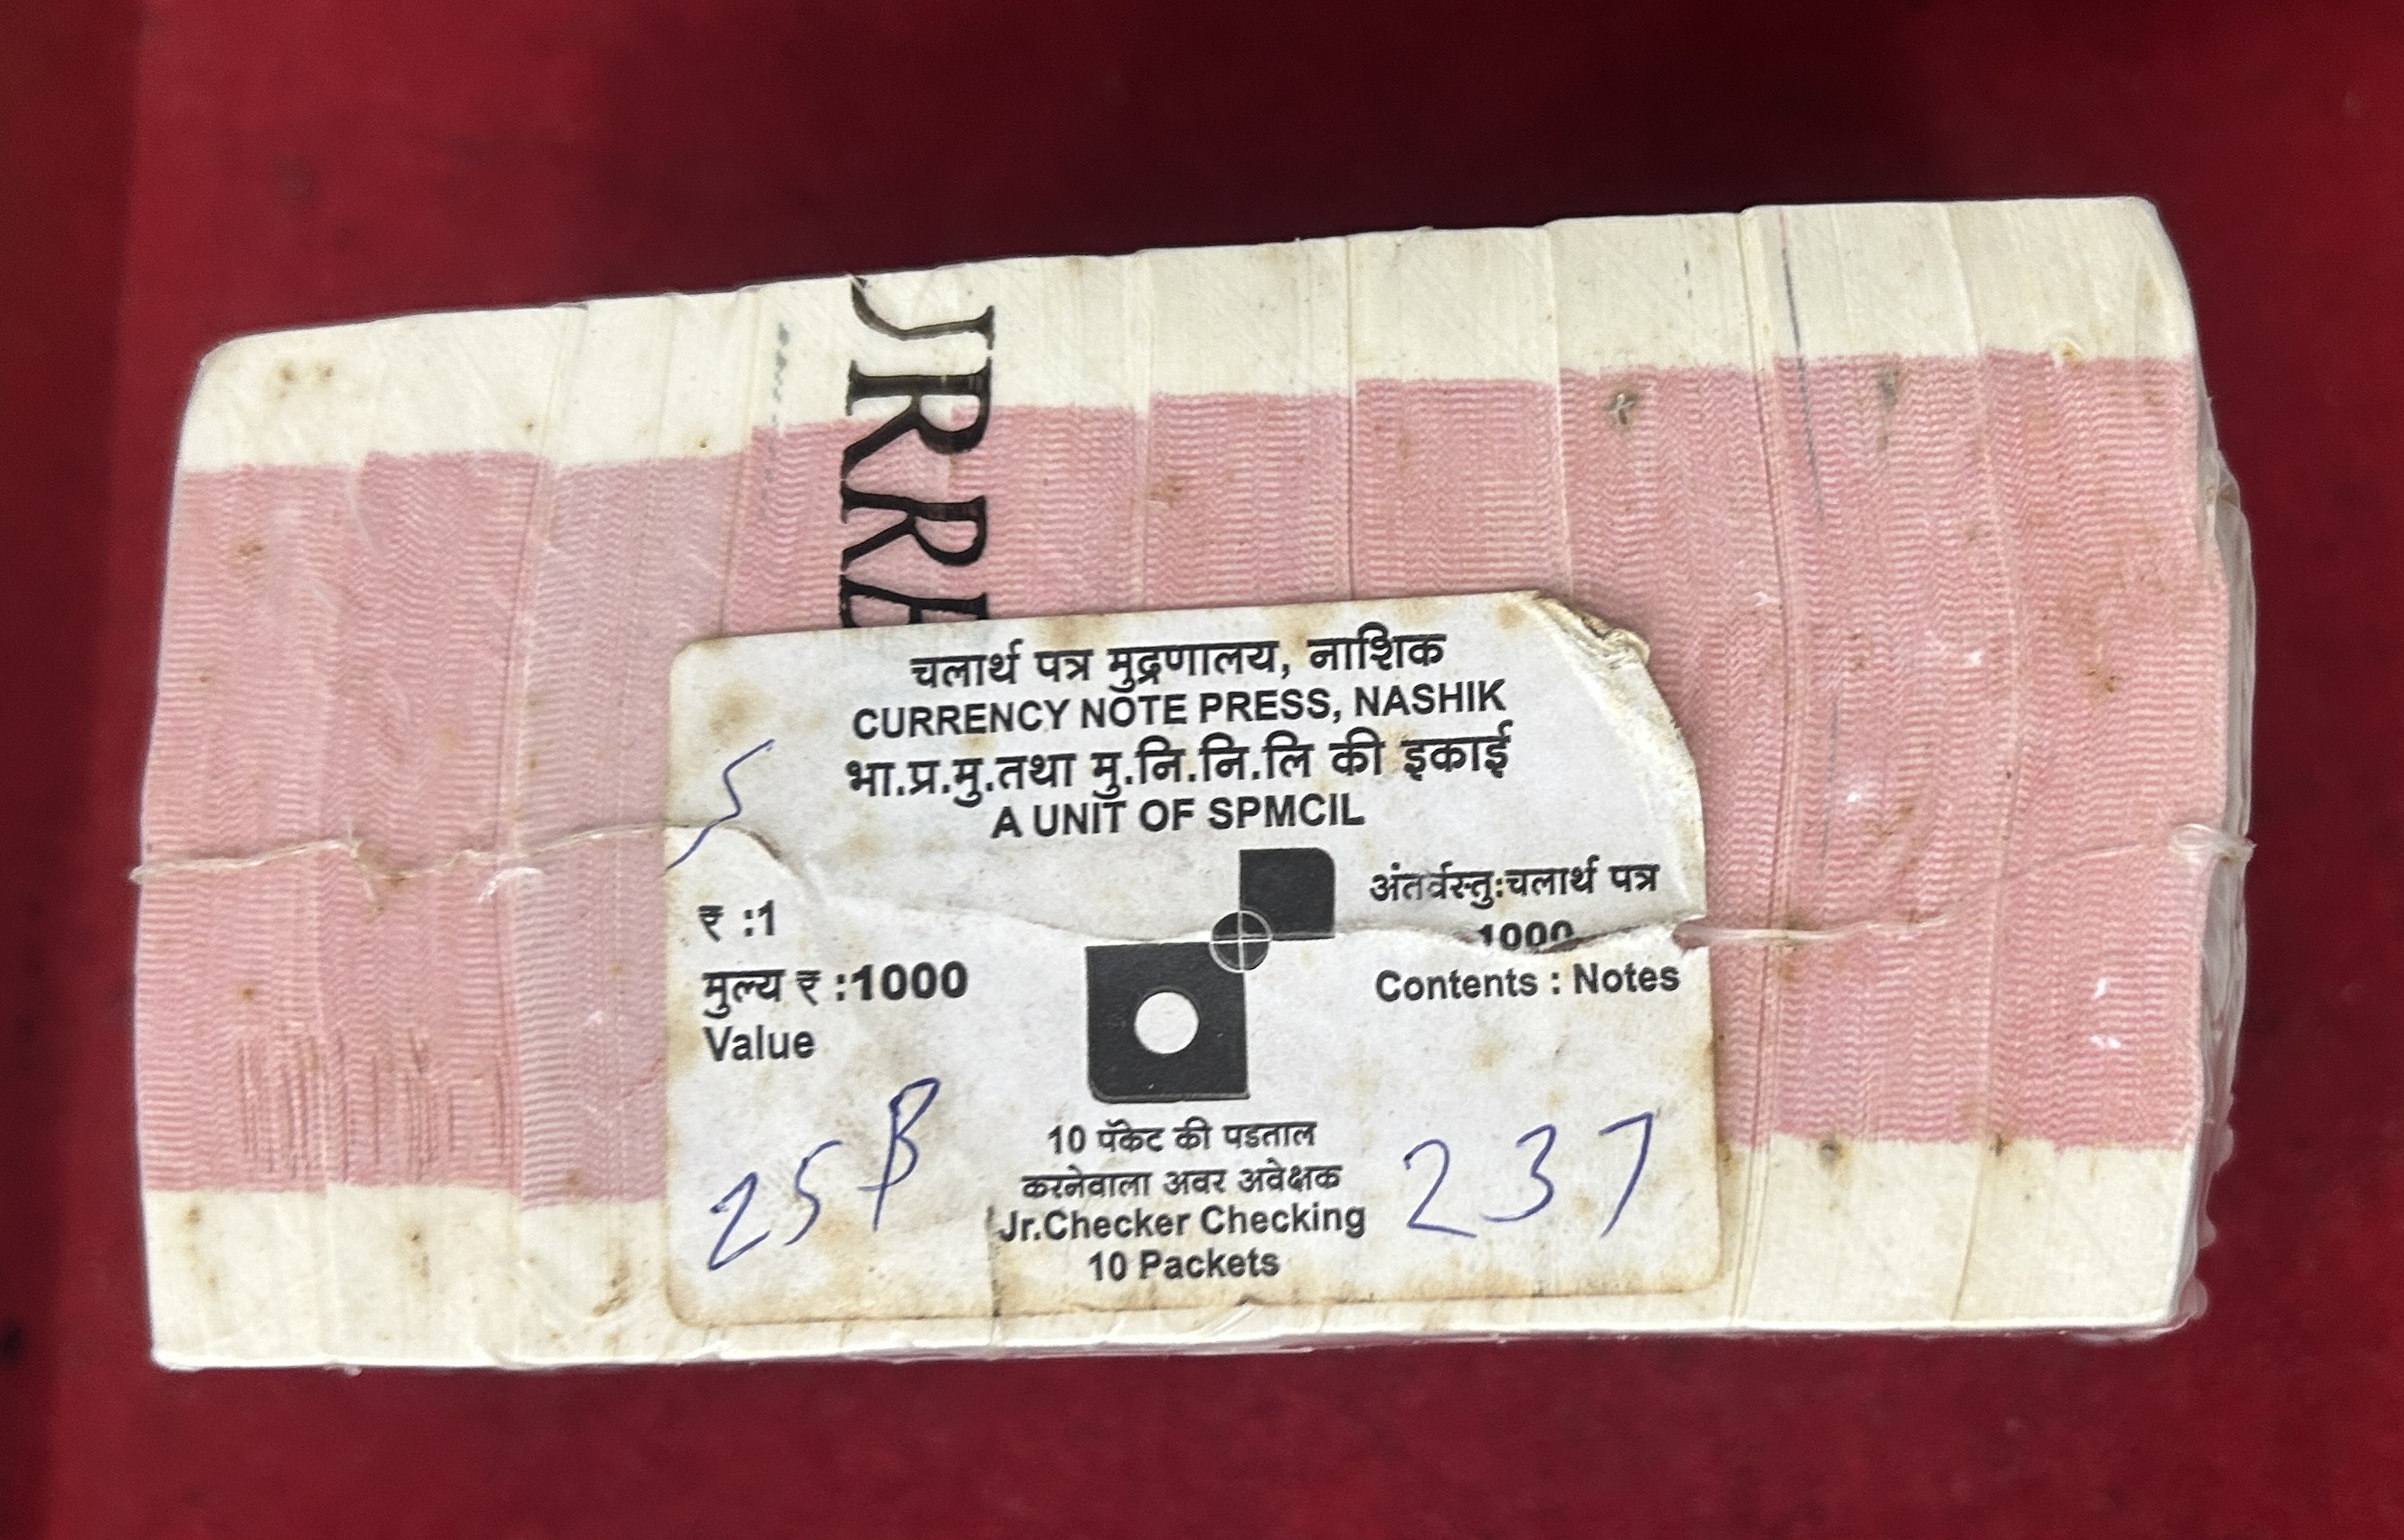 URRE
चलार्थ पत्र मुद्रणालय, नाशिक
CURRENCY NOTE PRESS, NASHIK
भा.प्र.मु.तथा मु.नि.नि.लि की इकाई
A UNIT OF SPMCIL
5
₹ :1
अंतर्वस्तु:चलार्थ पत्र
1000
मुल्य ₹ :1000
Contents : Notes
Value
25 B
237
10 पॅकेट की पडताल
करनेवाला अवर अवेक्षक
Jr.Checker Checking
10 Packets